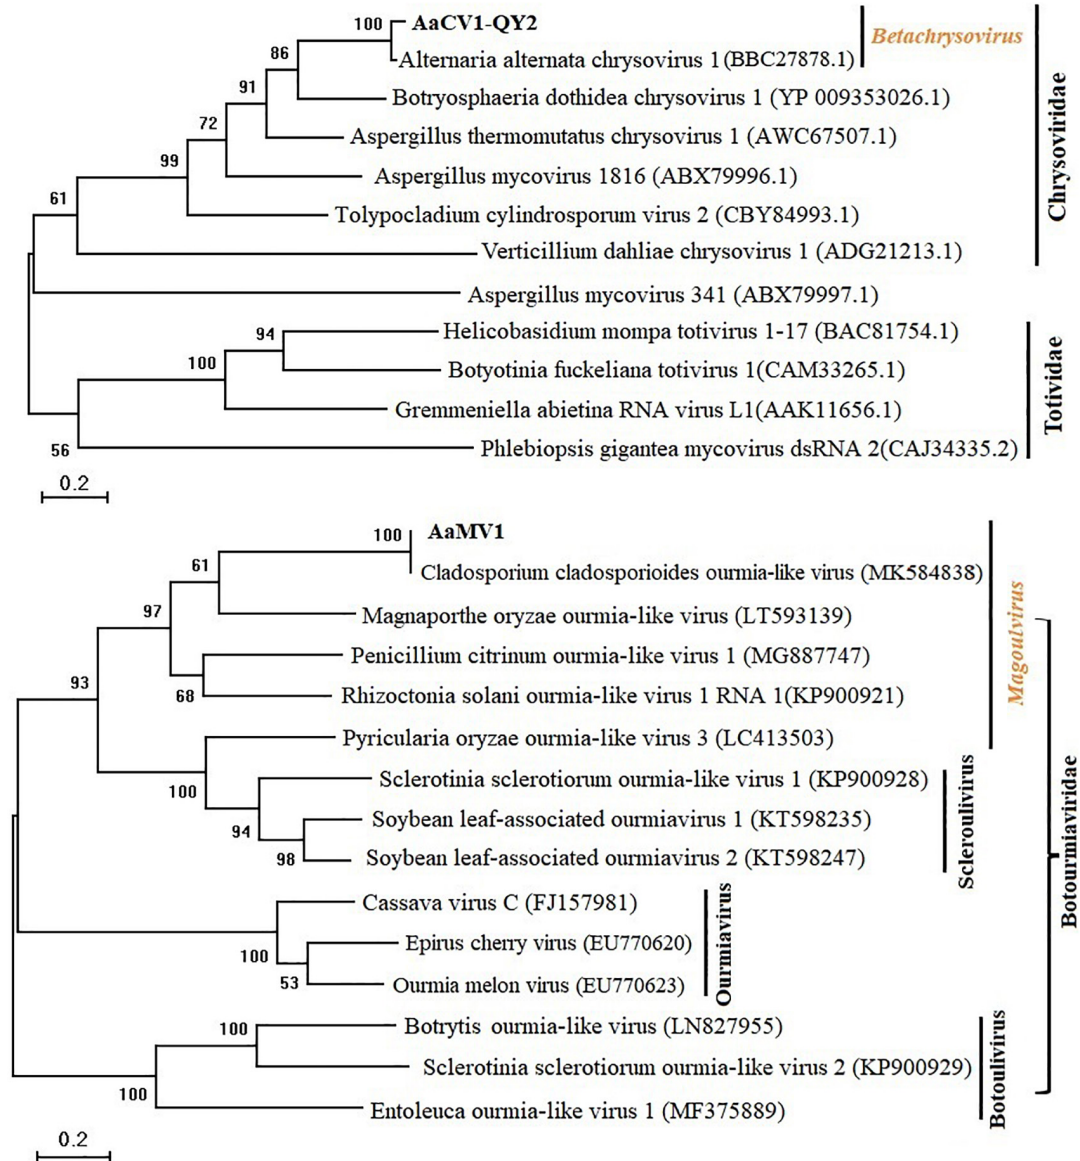 100
AaCV1-QY2
Betachrysovirus
86
Alternaria alternata chrysovirus 1(BBC27878.1)
91
Botryosphaeria dothidea chrysovirus 1 (YP 009353026.1)
72
Aspergillus thermomutatus chrysovirus 1 (AWC67507.1)
99
Aspergillus mycovirus 1816 (ABX79996.1)
61
Tolypocladium cylindrosporum virus 2 (CBY84993.1)
Verticillium dahliae chrysovirus 1 (ADG21213.1)
Chrysoviridae
Aspergillus mycovirus 341 (ABX79997.1)
94
Helicobasidium mompa totivirus 1-17 (BAC81754.1)
100
Botyotinia fuckeliana totivirus 1(CAM33265.1)
Gremmeniella abietina RNA virus L1(AAK11656.1)
56
Phlebiopsis gigantea mycovirus dsRNA 2(CAJ34335.2)
Totividae
0.2
100
AaMV1
61
Cladosporium cladosporioides ourmia-like virus (MK584838)
97
Magnaporthe oryzae ourmia-like virus (LT593139)
Penicillium citrinum ourmia-like virus 1 (MG887747)
93
68
Rhizoctonia solani ourmia-like virus 1 RNA 1(KP900921)
Magoulvirus
Pyricularia oryzae ourmia-like virus 3 (LC413503)
100
Sclerotinia sclerotiorum ourmia-like virus 1 (KP900928)
94
Soybean leaf-associated ourmiavirus 1 (KT598235)
98
Soybean leaf-associated ourmiavirus 2 (KT598247)
Scleroulivirus
Botourmiaviridae
Cassava virus C (FJ157981)
100
Epirus cherry virus (EU770620)
53
Ourmia melon virus (EU770623)
Ourmiavirus
100
Botrytis ourmia-like virus (LN827955)
Sclerotinia sclerotiorum ourmia-like virus 2 (KP900929)
100
Entoleuca ourmia-like virus 1 (MF375889)
Botoulivirus
0.2